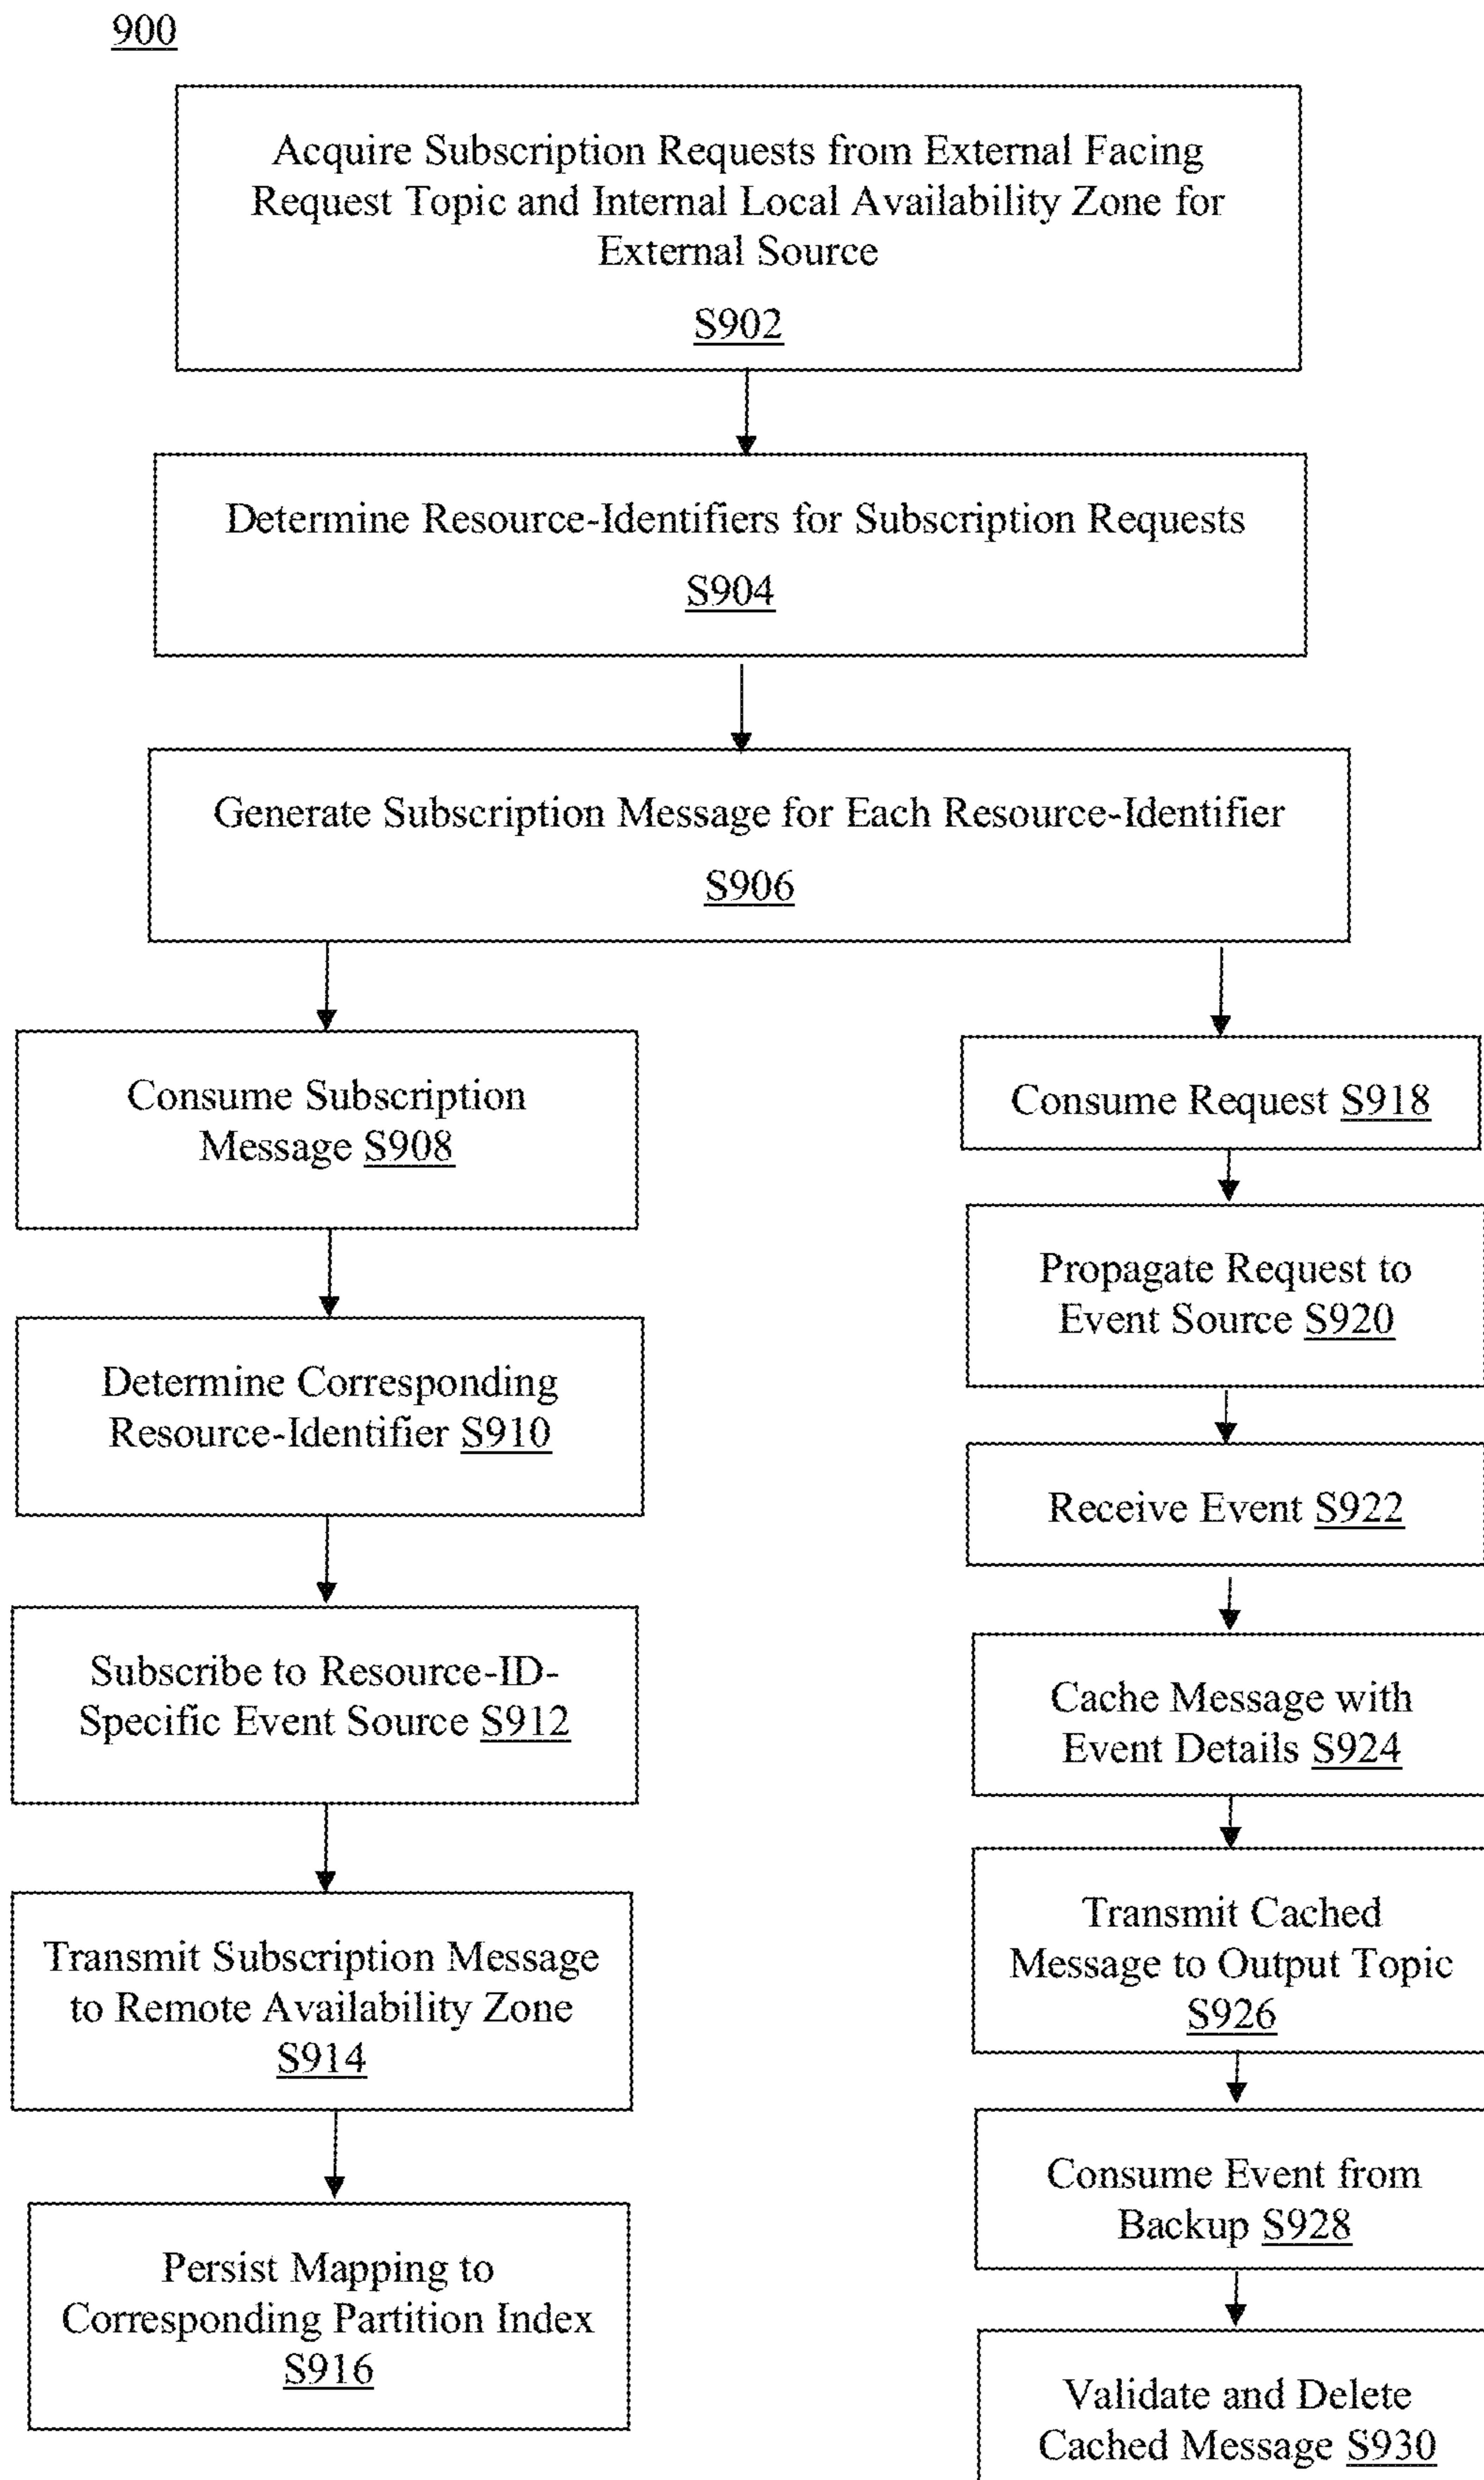 900
Acquire Subscription Requests from External Facing
Request Topic and Internal Local Availability Zone for
External Source
S902
Determine Resource-Identifiers for Subscription Requests
S904
Generate Subscription Message for Each Resource-Identifier
S906
Consume Subscription
Message S908
Determine Corresponding
Resource-Identifier S910
Subscribe to Resource-ID-
Specific Event Source S912
Transmit Subscription Message
to Remote Availability Zone
S914
Persist Mapping to
Corresponding Partition Index
S916
Consume Request S918
Propagate Request to
Event Source S920
Receive Event S922
Cache Message with
Event Details S924
Transmit Cached
Message to Output Topic
S926
Consume Event from
Backup S928
Validate and Delete
Cached Message S930